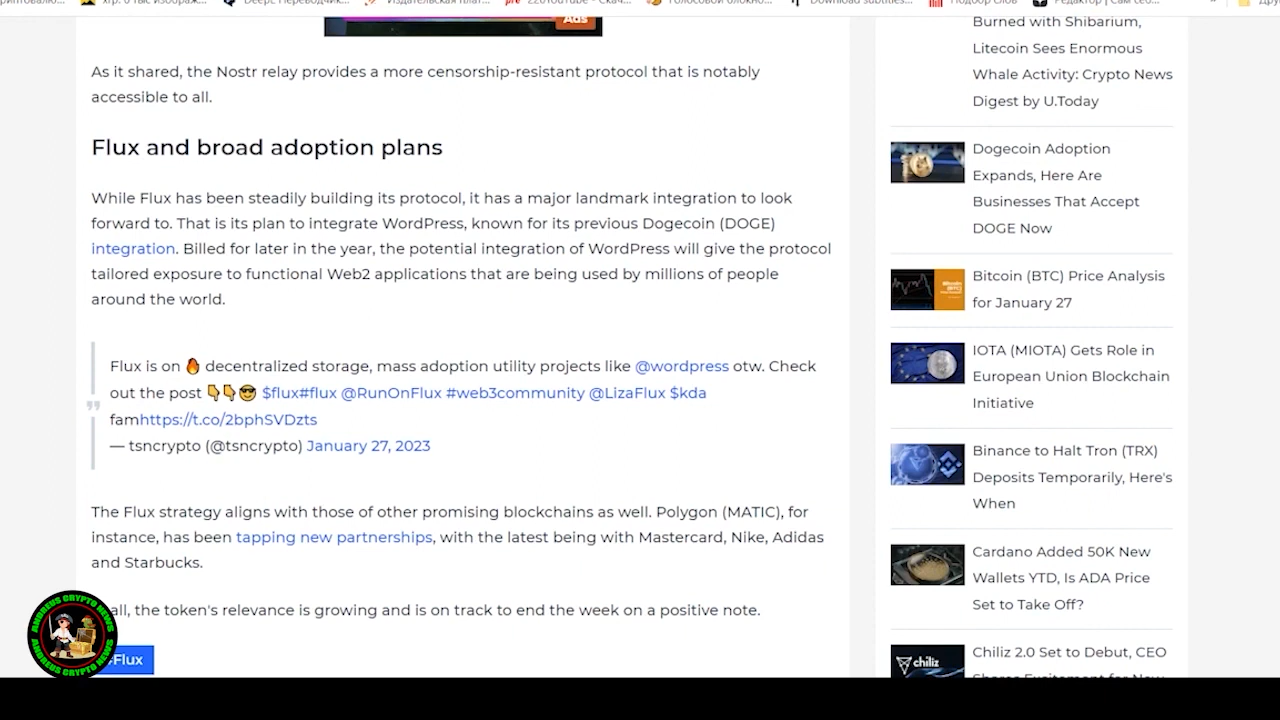 Ads
As it shared, the Nostr relay provides a more censorship-resistant protocol that is notably
accessible to all.
Flux and broad adoption plans
While Flux has been steadily building its protocol, it has a major landmark integration to look
forward to. That is its plan to integrate WordPress, known for its previous Dogecoin (DOGE)
integration. Billed for later in the year, the potential integration of WordPress will give the protocol
tailored exposure to functional Web2 applications that are being used by millions of people
around the world.
Flux is on 🔥 decentralized storage, mass adoption utility projects like @wordpress otw. Check
out the post 👇👇😎 $flux#flux @RunOnFlux #web3community @LizaFlux $kda
famhttps://t.co/2bphSVDzts
— tsncrypto (@tsncrypto) January 27, 2023
The Flux strategy aligns with those of other promising blockchains as well. Polygon (MATIC), for
instance, has been tapping new partnerships, with the latest being with Mastercard, Nike, Adidas
and Starbucks.
all, the token's relevance is growing and is on track to end the week on a positive note.
Flux
ANDREUS CRYPTO NEWS
ANDREUS CRYPTO NEWS
Burned with Shibarium,
Litecoin Sees Enormous
Whale Activity: Crypto News
Digest by U.Today
Dogecoin Adoption
Expands, Here Are
Businesses That Accept
DOGE Now
Bitcoin (BTC) Price Analysis
for January 27
IOTA (MIOTA) Gets Role in
European Union Blockchain
Initiative
Binance to Halt Tron (TRX)
Deposits Temporarily, Here's
When
Cardano Added 50K New
Wallets YTD, Is ADA Price
Set to Take Off?
chiliz
Chiliz 2.0 Set to Debut, CEO